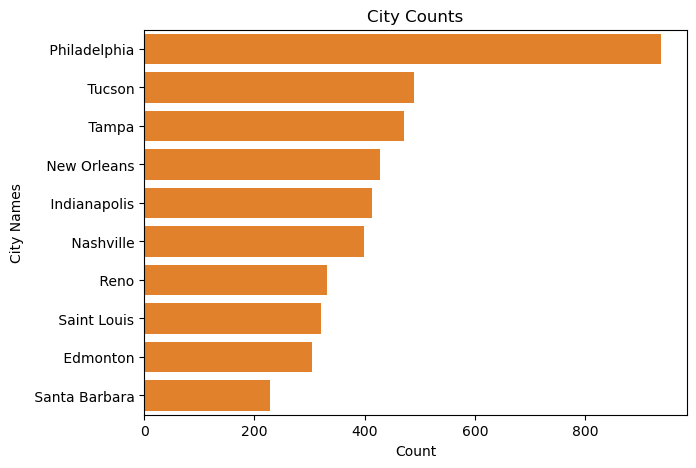 City Counts
City Names
Philadelphia
Tucson
Tampa
New Orleans
Indianapolis
Nashville
Reno
Saint Louis
Edmonton
Santa Barbara
0 200 400 600 800
Count